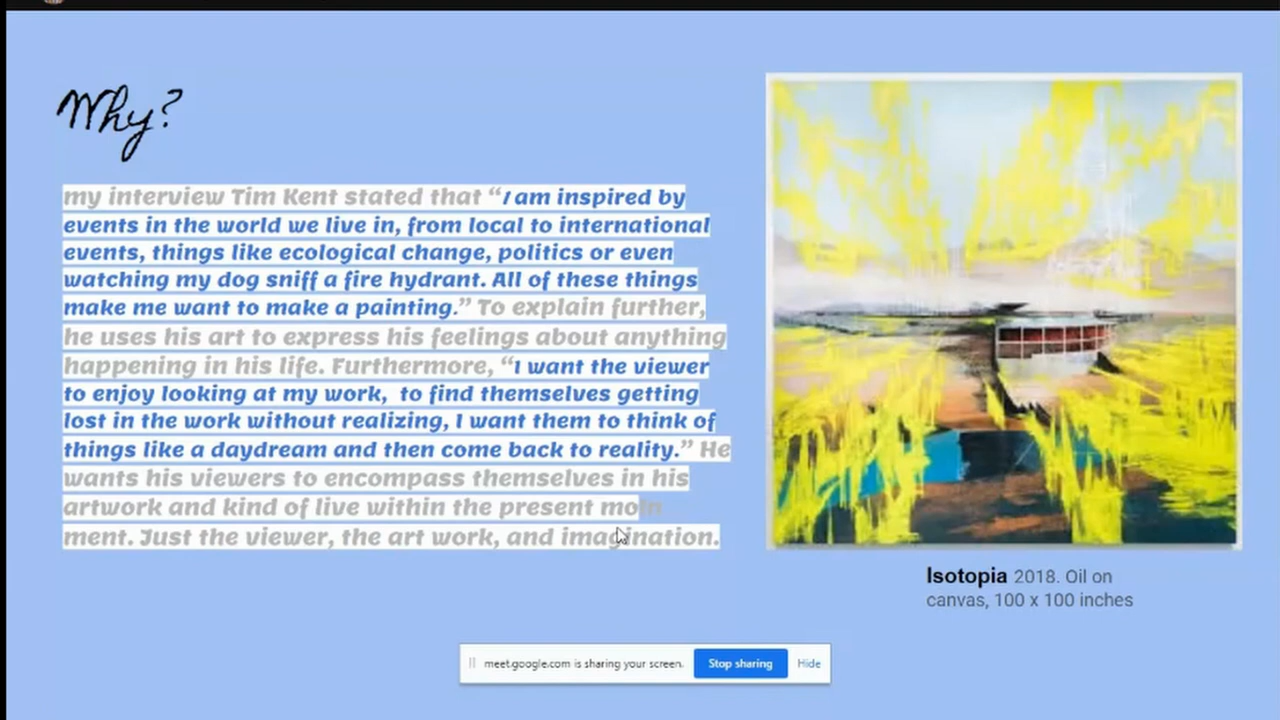 Why?
my interview Tim Kent stated that “I am inspired by
events in the world we live in, from local to international
events, things like ecological change, politics or even
watching my dog sniff a fire hydrant. All of these things
make me want to make a painting.” To explain further,
he uses his art to express his feelings about anything
happening in his life. Furthermore, “I want the viewer
to enjoy looking at my work,  to find themselves getting
lost in the work without realizing, I want them to think of
things like a daydream and then come back to reality.” He
wants his viewers to encompass themselves in his
artwork and kind of live within the present mo
ment. Just the viewer, the art work, and imagination.
Isotopia 2018. Oil on
canvas, 100 x 100 inches
meet.google.com is sharing your screen. Stop sharing Hide